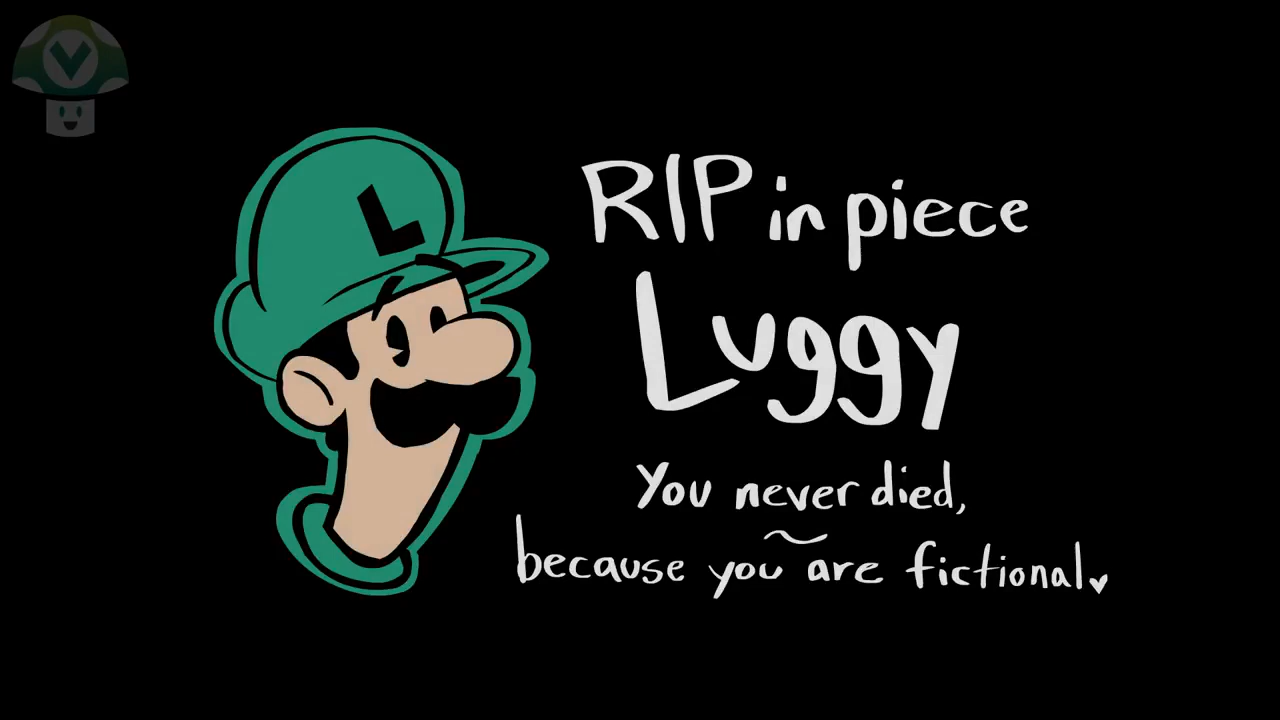 L
RIP in piece
Luggy
You never died,
because you are fictional